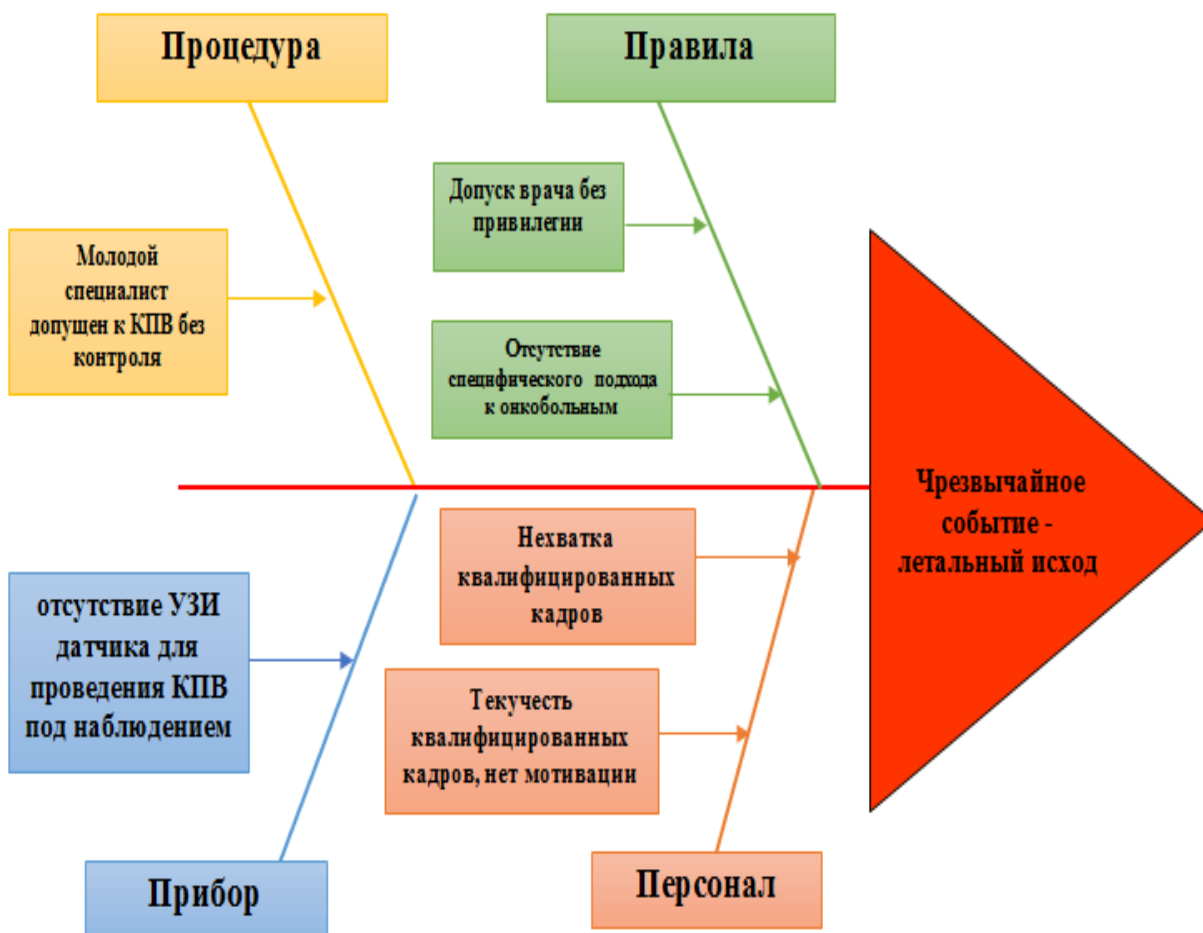 Процедура
Правила
Допуск врача без
привилегии
Молодой
специалист
допущен к КПВ без
контроля
Отсутствие
специфического подхода
к онкобольным
Чрезвычайное
событие -
летальный исход
Нехватка
квалифицированных
кадров
отсутствие УЗИ
датчика для
проведения КПВ
под наблюдением
Текучесть
квалифицированных
кадров, нет мотивации
Прибор
Персонал